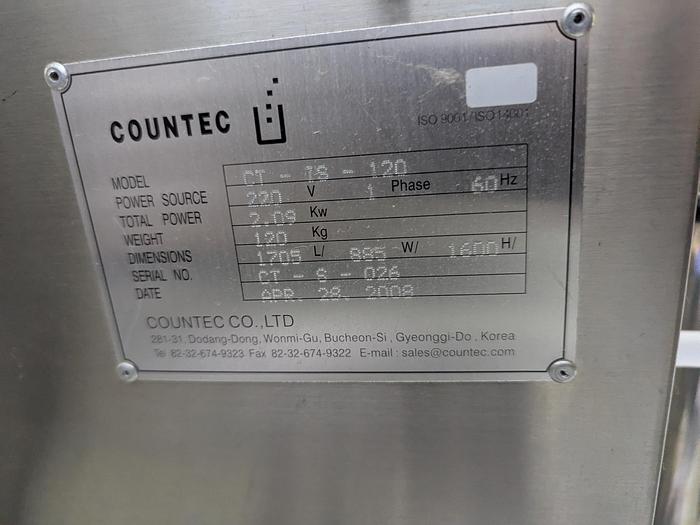 COUNTEC
ISO 9001/ISO14001
MODEL CT - TS - 120
POWER SOURCE 220 V 1 Phase 60 Hz
TOTAL POWER 2.09 Kw
WEIGHT 120 Kg
DIMENSIONS 1705 L/ 995 W/ 1600 H/
SERIAL NO. CT - S - 026
DATE APR. 28. 2008
COUNTEC CO.,LTD
281-31, Dodang-Dong, Wonmi-Gu, Bucheon-Si, Gyeonggi-Do, Korea
Tel 82-32-674-9323 Fax 82-32-674-9322 E-mail : sales@countec.com